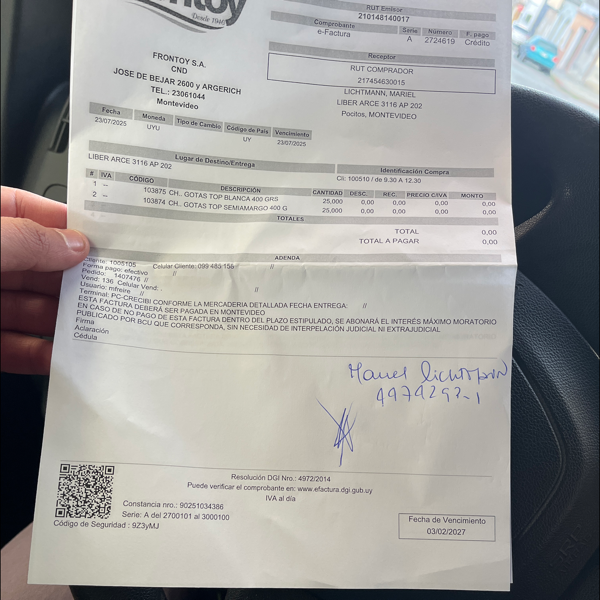 Frontoy
Desde 1946
RUT Emisor
210148140017
Comprobante Serie Número F. pago
e-Factura A 2724619 Crédito
FRONTOY S.A.
CND
JOSE DE BEJAR 2600 y ARGERICH
TEL.: 23061044
Montevideo
Receptor
RUT COMPRADOR
217454630015
LICHTMANN, MARIEL
LIBER ARCE 3116 AP 202
Pocitos, MONTEVIDEO
Fecha Moneda Tipo de Cambio Código de País Vencimiento
23/07/2025 UYU UY 23/07/2025
Lugar de Destino/Entrega Identificación Compra
LIBER ARCE 3116 AP 202 Cli: 100510 / de 9.30 A 12.30
# IVA CÓDIGO DESCRIPCIÓN CANTIDAD DESC. REC. PRECIO C/IVA MONTO
1 -- 103875 CH.. GOTAS TOP BLANCA 400 GRS 25,000 0,00 0,00 0,00 0,00
2 -- 103874 CH.. GOTAS TOP SEMIAMARGO 400 G 25,000 0,00 0,00 0,00 0,00
TOTALES
TOTAL 0,00
TOTAL A PAGAR 0,00
ADENDA
Cliente: 1005105 Celular Cliente: 099 485 156 // //
Forma pago: efectivo //
Pedido: 1407476 //
Vend: 136 Celular Vend: - //
Usuario: mfreire //
Terminal: PC-CRECIBI CONFORME LA MERCADERIA DETALLADA FECHA ENTREGA: //
ESTA FACTURA DEBERÁ SER PAGADA EN MONTEVIDEO
EN CASO DE NO PAGO DE ESTA FACTURA DENTRO DEL PLAZO ESTIPULADO, SE ABONARÁ EL INTERÉS MÁXIMO MORATORIO
PUBLICADO POR BCU QUE CORRESPONDA, SIN NECESIDAD DE INTERPELACIÓN JUDICIAL NI EXTRAJUDICIAL
Firma
Aclaración
Cédula
4974292-1
Resolución DGI Nro.: 4972/2014
Puede verificar el comprobante en: www.efactura.dgi.gub.uy
IVA al día
Constancia nro.: 90251034386
Serie: A del 2700101 al 3000100
Código de Seguridad : 9Z3yMJ
Fecha de Vencimiento
03/02/2027